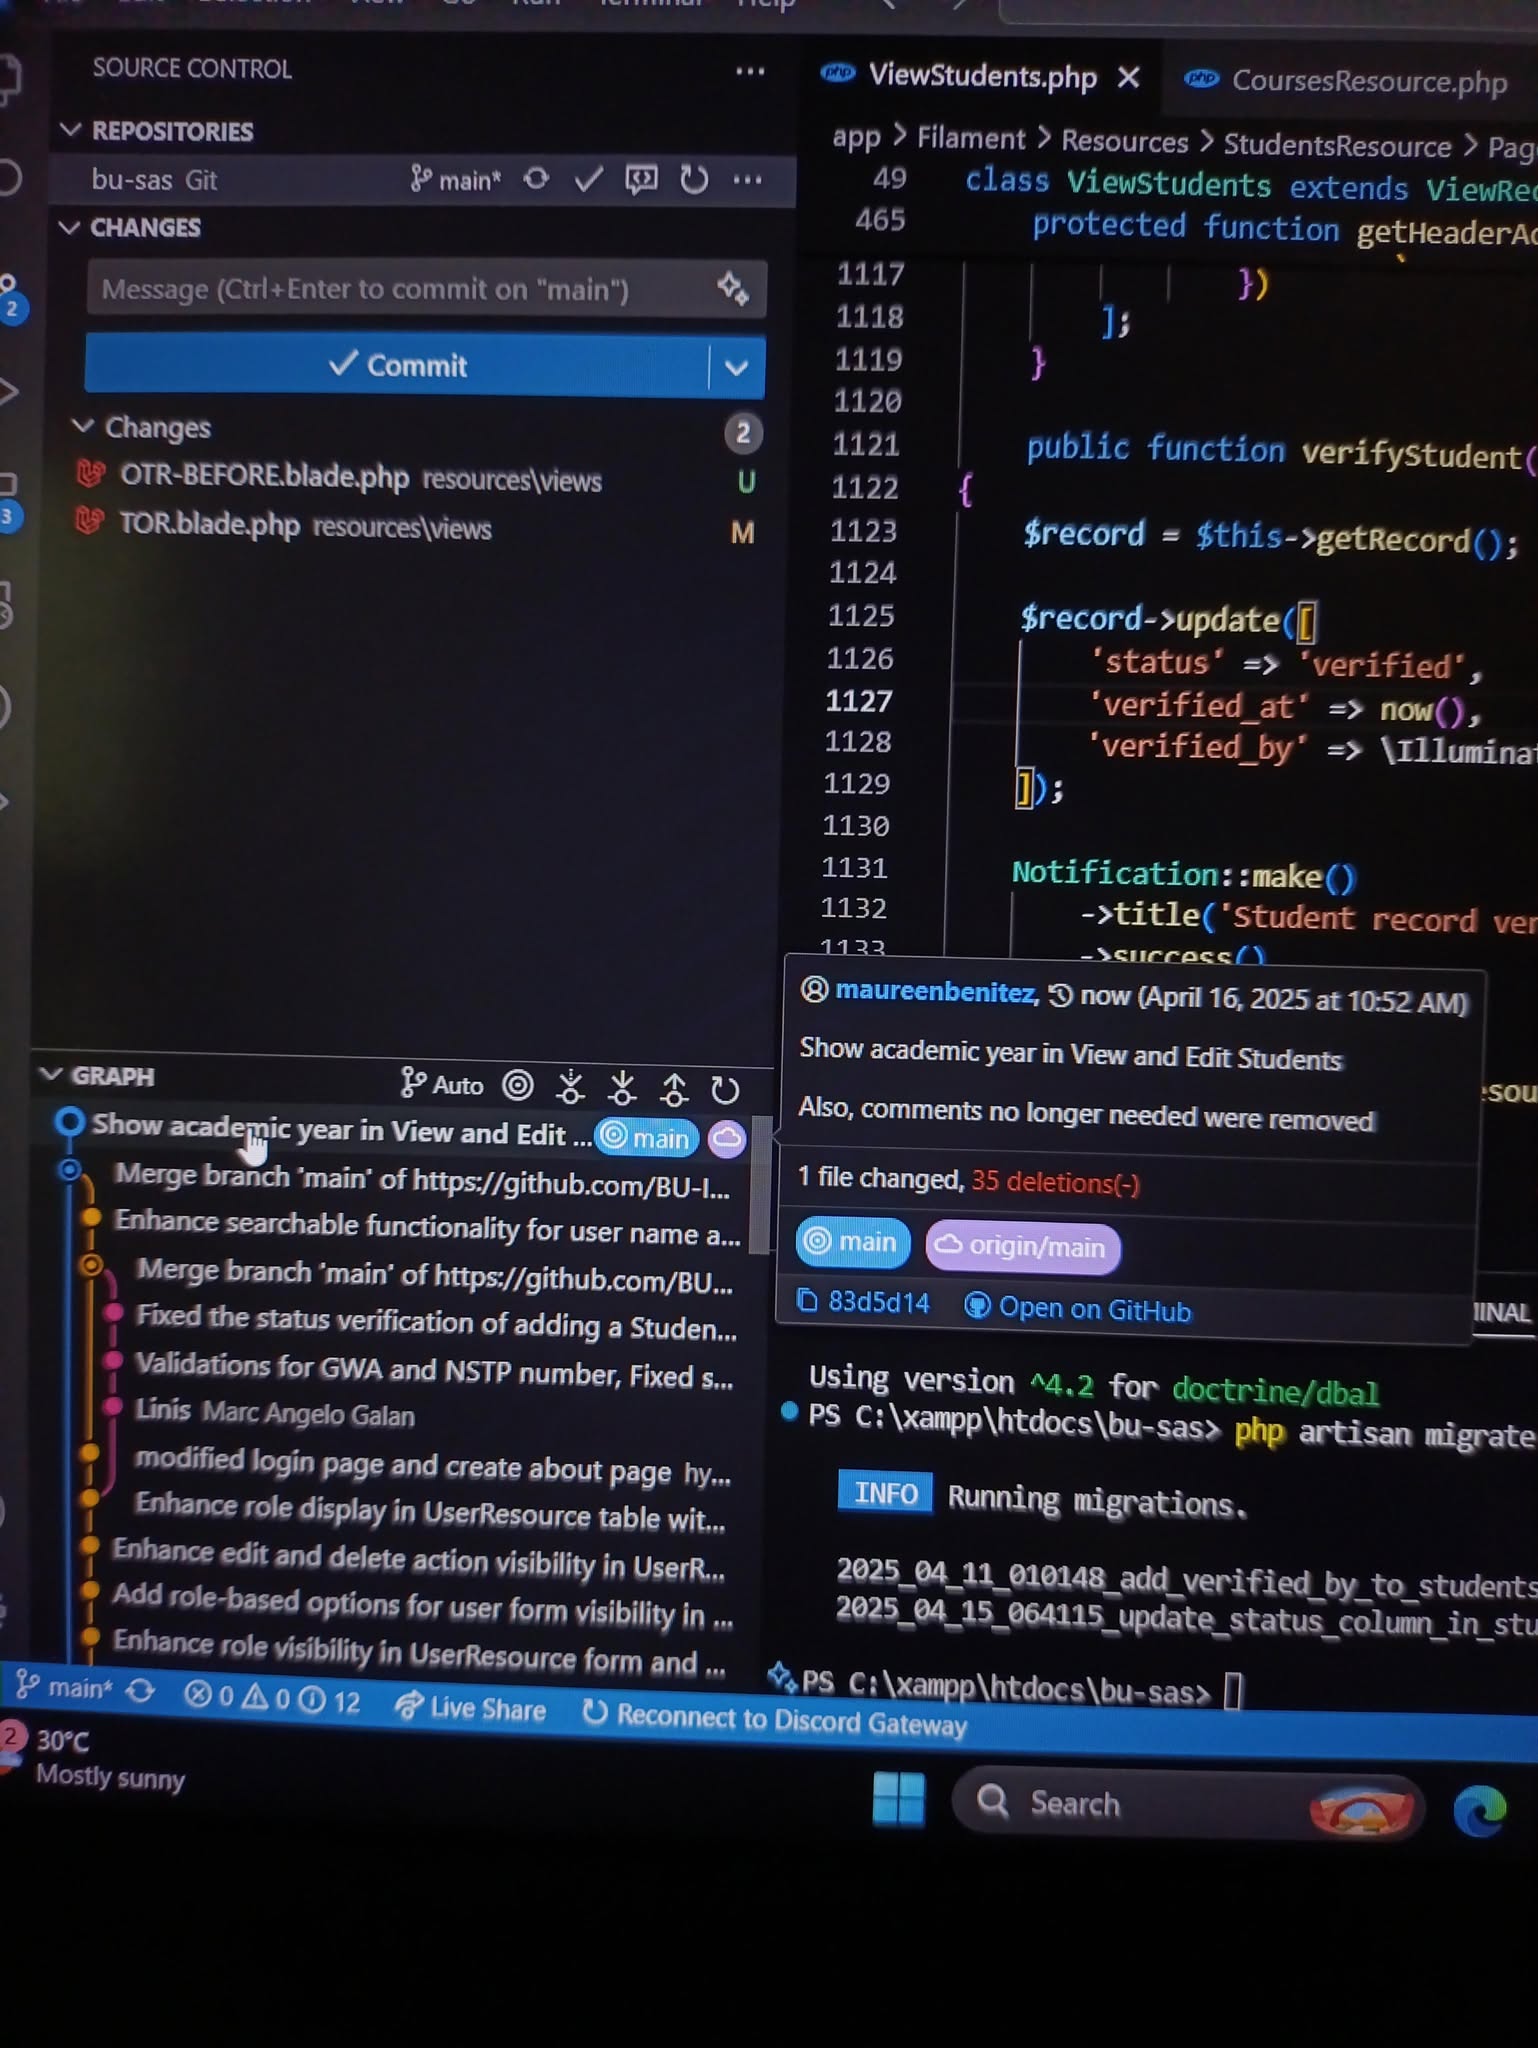 SOURCE CONTROL
REPOSITORIES
bu-sas Git main*
CHANGES
Message (Ctrl+Enter to commit on "main")
Commit
Changes 2
OTR-BEFORE.blade.php resources\views U
TOR.blade.php resources\views M
2
3
ViewStudents.php
CoursesResource.php
app > Filament > Resources > StudentsResource >
49 class ViewStudents extends
465 protected function
1117 })
1118 ];
1119 }
1120
1121 public function verifyStudent(
1122 {
1123 $record = $this->getRecord();
1124
1125 $record->update([
1126 'status' => 'verified',
1127 'verified_at' => now(),
1128 'verified_by' =>
1129 ]);
1130
1131 Notification::make()
1132 ->title('Student record
1133 ->success()
maureenbenitez, now (April 16, 2025 at 10:52 AM)
Show academic year in View and Edit Students
Also, comments no longer needed were removed
1 file changed, 35 deletions(-)
main origin/main
83d5d14 Open on GitHub
GRAPH Auto
Show academic year in View and Edit ... main
Merge branch 'main' of https://github.com/BU-I...
Enhance searchable functionality for user name a...
Merge branch 'main' of https://github.com/BU...
Fixed the status verification of adding a Studen...
Validations for GWA and NSTP number, Fixed s...
Linis Marc Angelo Galan
modified login page and create about page hy...
Enhance role display in UserResource table wit...
Enhance edit and delete action visibility in UserR...
Add role-based options for user form visibility in ...
Enhance role visibility in UserResource form and ...
Using version ^4.2 for doctrine/dbal
PS C:\xampp\htdocs\bu-sas> php artisan migrate
INFO Running migrations.
2025_04_11_010148_add_verified_by_to_students
2025_04_15_064115_update_status_column_in_stu
PS C:\xampp\htdocs\bu-sas>
main* 0 0 12 Live Share Reconnect to Discord Gateway
2
30°C
Mostly sunny
Search